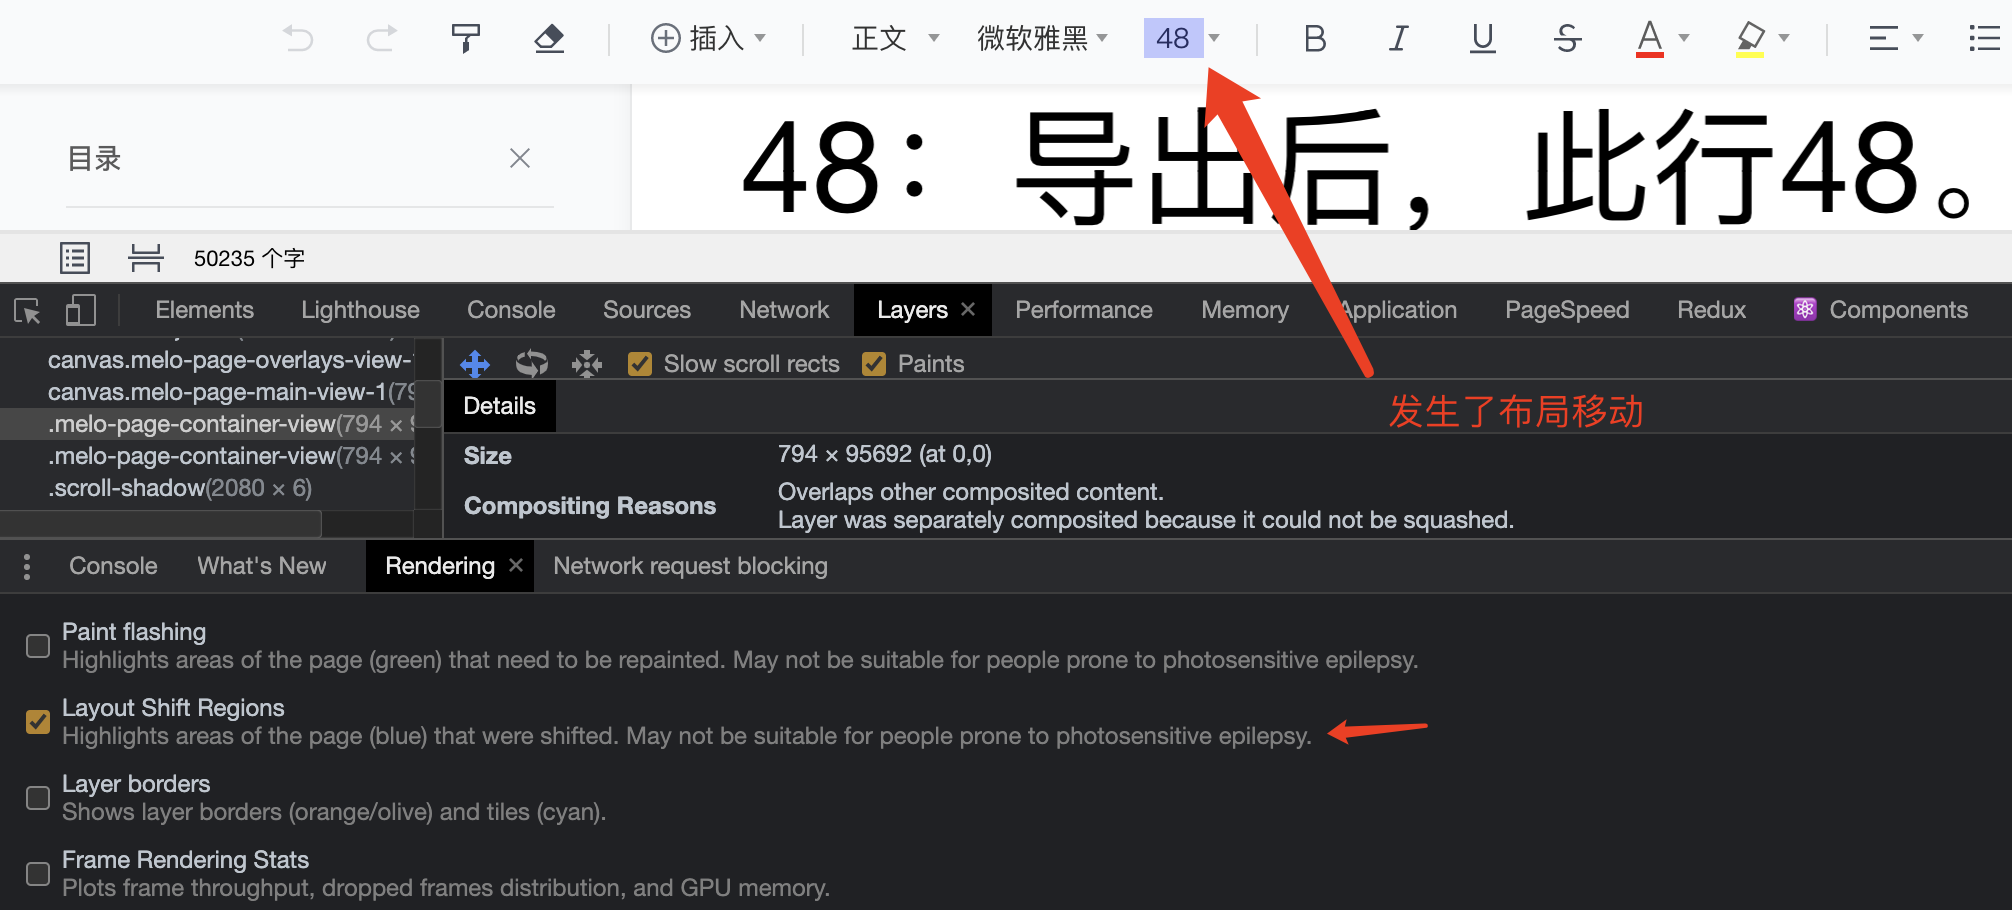 插入 正文 微软雅黑 48 B I U S A
目录
48：导出后，此行48。
50235 个字
Elements Lighthouse Console Sources Network Layers Performance Memory Application PageSpeed Redux Components
canvas.melo-page-overlays-view-
canvas.melo-page-main-view-1(79
.melo-page-container-view(794 × 9
.melo-page-container-view(794 × 9
.scroll-shadow(2080 × 6)
Slow scroll rects Paints
Details
发生了布局移动
Size 794 × 95692 (at 0,0)
Compositing Reasons Overlaps other composited content.
Layer was separately composited because it could not be squashed.
Console What's New Rendering Network request blocking
Paint flashing
Highlights areas of the page (green) that need to be repainted. May not be suitable for people prone to photosensitive epilepsy.
Layout Shift Regions
Highlights areas of the page (blue) that were shifted. May not be suitable for people prone to photosensitive epilepsy.
Layer borders
Shows layer borders (orange/olive) and tiles (cyan).
Frame Rendering Stats
Plots frame throughput, dropped frames distribution, and GPU memory.